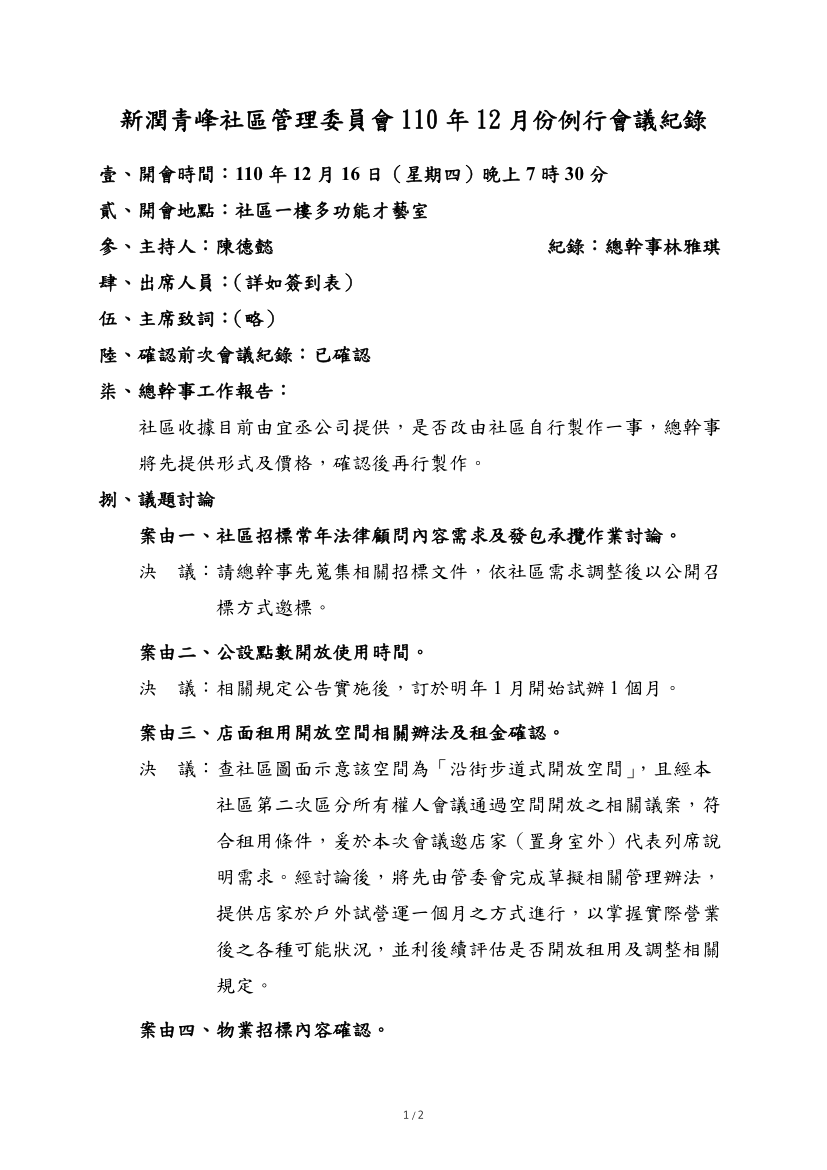 新潤青峰社區管理委員會 110 年 12 月份例行會議紀錄
壹、開會時間：110 年 12 月 16 日（星期四）晚上 7 時 30 分
貳、開會地點：社區一樓多功能才藝室
參、主持人：陳德懿　　　　　　　　　　　　　　紀錄：總幹事林雅琪
肆、出席人員：（詳如簽到表）
伍、主席致詞：（略）
陸、確認前次會議紀錄：已確認
柒、總幹事工作報告：
社區收據目前由宜丞公司提供，是否改由社區自行製作一事，總幹事
將先提供形式及價格，確認後再行製作。
捌、議題討論
案由一、社區招標常年法律顧問內容需求及發包承攬作業討論。
決　議：請總幹事先蒐集相關招標文件，依社區需求調整後以公開召
標方式邀標。
案由二、公設點數開放使用時間。
決　議：相關規定公告實施後，訂於明年 1 月開始試辦 1 個月。
案由三、店面租用開放空間相關辦法及租金確認。
決　議：查社區圖面示意該空間為「沿街步道式開放空間」，且經本
社區第二次區分所有權人會議通過空間開放之相關議案，符
合租用條件，爰於本次會議邀店家（置身室外）代表列席說
明需求。經討論後，將先由管委會完成草擬相關管理辦法，
提供店家於戶外試營運一個月之方式進行，以掌握實際營業
後之各種可能狀況，並利後續評估是否開放租用及調整相關
規定。
案由四、物業招標內容確認。
1 / 2